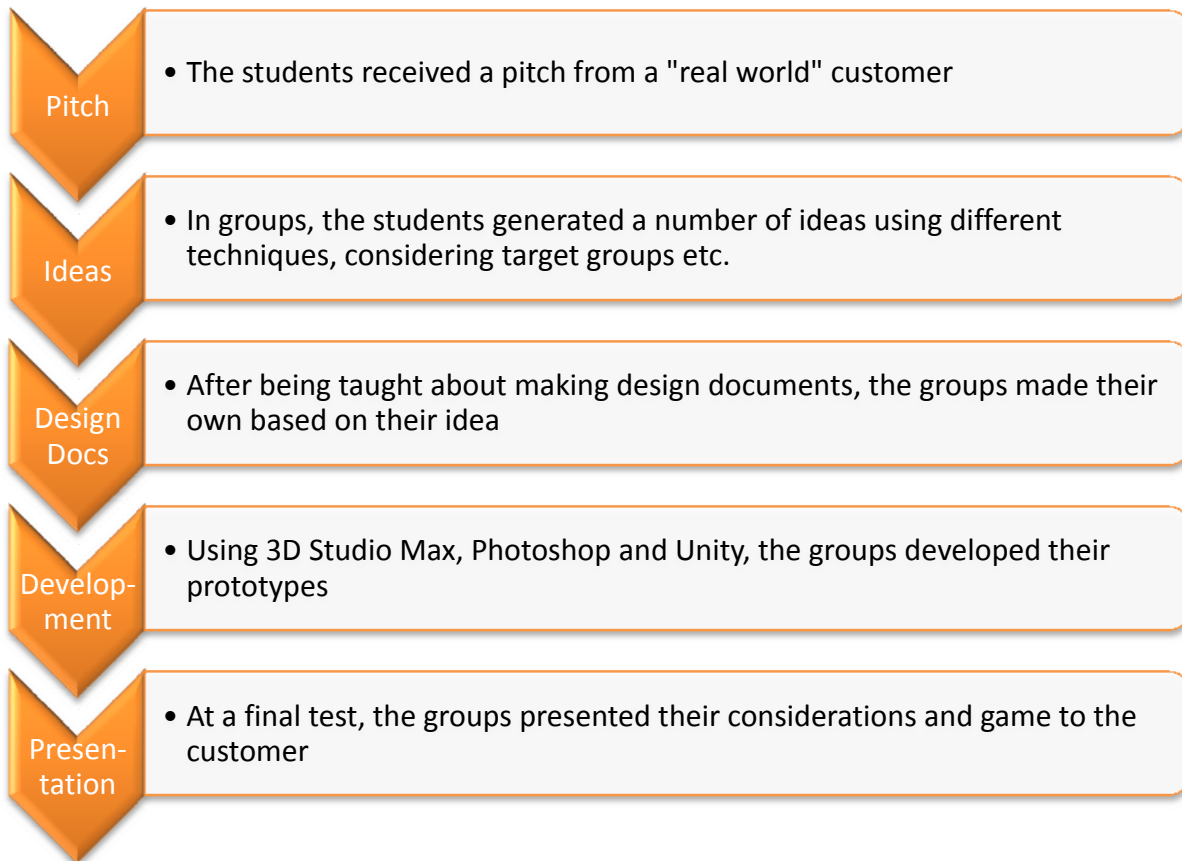 Pitch
• The students received a pitch from a "real world" customer
Ideas
• In groups, the students generated a number of ideas using different
techniques, considering target groups etc.
Design
Docs
• After being taught about making design documents, the groups made their
own based on their idea
Develop-
ment
• Using 3D Studio Max, Photoshop and Unity, the groups developed their
prototypes
Presen-
tation
• At a final test, the groups presented their considerations and game to the
customer